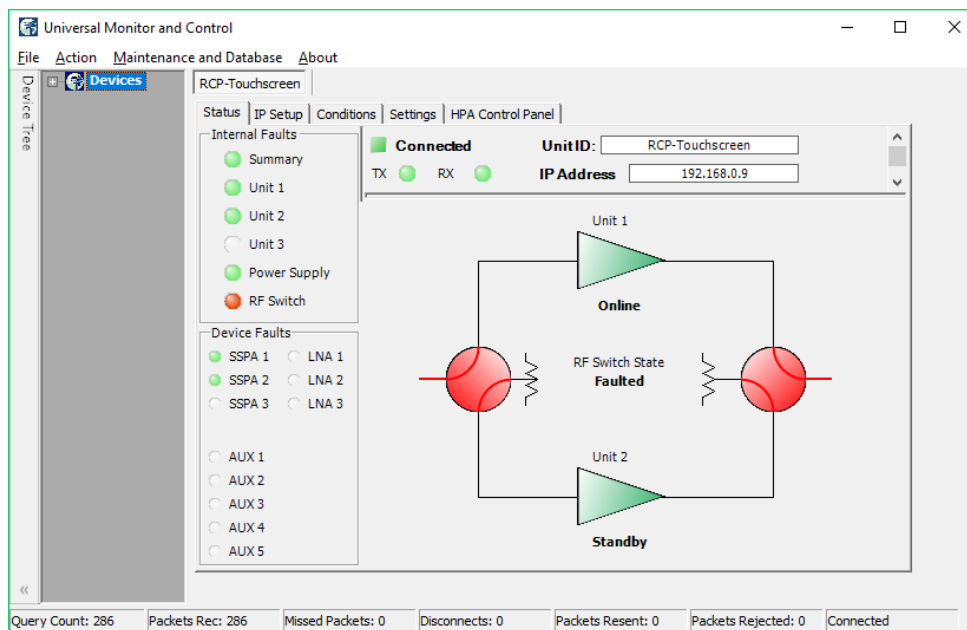 Universal Monitor and Control
File Action Maintenance and Database About
Device Tree
Devices
RCP-Touchscreen
Status IP Setup Conditions Settings HPA Control Panel
Internal Faults
Summary
Unit 1
Unit 2
Unit 3
Power Supply
RF Switch
Connected
Unit ID: RCP-Touchscreen
TX RX IP Address 192.168.0.9
Unit 1
Online
RF Switch State
Faulted
Unit 2
Standby
Device Faults
SSPA 1 LNA 1
SSPA 2 LNA 2
SSPA 3 LNA 3
AUX 1
AUX 2
AUX 3
AUX 4
AUX 5
«
Query Count: 286 Packets Rec: 286 Missed Packets: 0 Disconnects: 0 Packets Resent: 0 Packets Rejected: 0 Connected